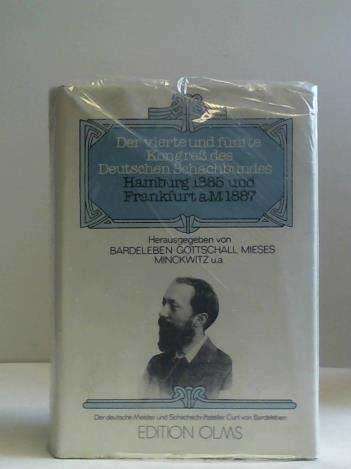 Der vierte und fünfte
Kongreß des
Deutschen Schachbundes
Hamburg 1885 und
Frankfurt a.M 1887
Herausgegeben von
BARDELEBEN GOTTSCHALL MIESES
MINCKWITZ u.a
Der deutsche Meister und Schachschriftsteller Curt von Bardeleben
EDITION OLMS